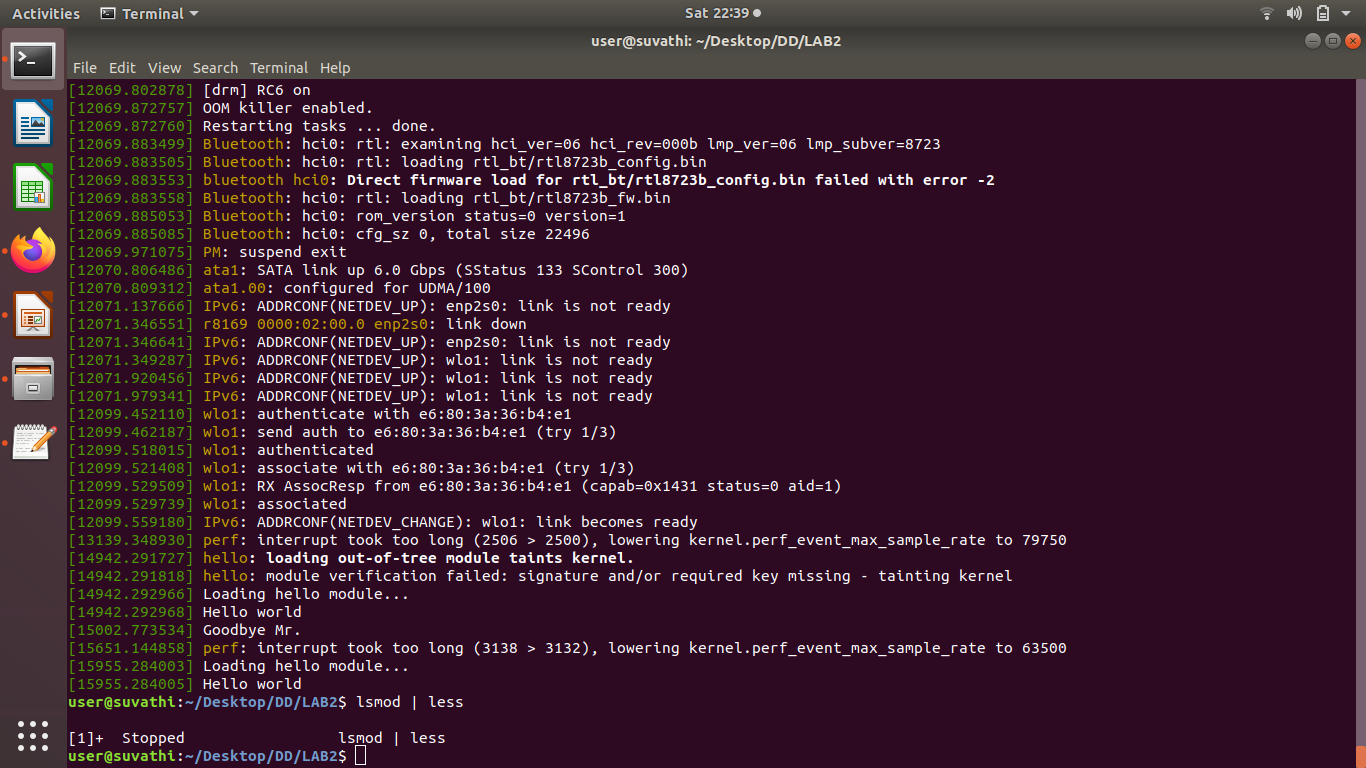 Activities Terminal Sat 22:39
user@suvathi: ~/Desktop/DD/LAB2
File Edit View Search Terminal Help
[12069.802878] [drm] RC6 on
[12069.872757] OOM killer enabled.
[12069.872760] Restarting tasks ... done.
[12069.883499] Bluetooth: hci0: rtl: examining hci_ver=06 hci_rev=000b lmp_ver=06 lmp_subver=8723
[12069.883505] Bluetooth: hci0: rtl: loading rtl_bt/rtl8723b_config.bin
[12069.883553] bluetooth hci0: Direct firmware load for rtl_bt/rtl8723b_config.bin failed with error -2
[12069.883558] Bluetooth: hci0: rtl: loading rtl_bt/rtl8723b_fw.bin
[12069.885053] Bluetooth: hci0: rom_version status=0 version=1
[12069.885085] Bluetooth: hci0: cfg_sz 0, total size 22496
[12069.971075] PM: suspend exit
[12070.806486] ata1: SATA link up 6.0 Gbps (SStatus 133 SControl 300)
[12070.809312] ata1.00: configured for UDMA/100
[12071.137666] IPv6: ADDRCONF(NETDEV_UP): enp2s0: link is not ready
[12071.346551] r8169 0000:02:00.0 enp2s0: link down
[12071.346641] IPv6: ADDRCONF(NETDEV_UP): enp2s0: link is not ready
[12071.349287] IPv6: ADDRCONF(NETDEV_UP): wlo1: link is not ready
[12071.920456] IPv6: ADDRCONF(NETDEV_UP): wlo1: link is not ready
[12071.979341] IPv6: ADDRCONF(NETDEV_UP): wlo1: link is not ready
[12099.452110] wlo1: authenticate with e6:80:3a:36:b4:e1
[12099.462187] wlo1: send auth to e6:80:3a:36:b4:e1 (try 1/3)
[12099.518015] wlo1: authenticated
[12099.521408] wlo1: associate with e6:80:3a:36:b4:e1 (try 1/3)
[12099.529509] wlo1: RX AssocResp from e6:80:3a:36:b4:e1 (capab=0x1431 status=0 aid=1)
[12099.529739] wlo1: associated
[12099.559180] IPv6: ADDRCONF(NETDEV_CHANGE): wlo1: link becomes ready
[13139.348930] perf: interrupt took too long (2506 > 2500), lowering kernel.perf_event_max_sample_rate to 79750
[14942.291727] hello: loading out-of-tree module taints kernel.
[14942.291818] hello: module verification failed: signature and/or required key missing - tainting kernel
[14942.292966] Loading hello module...
[14942.292968] Hello world
[15002.773534] Goodbye Mr.
[15651.144858] perf: interrupt took too long (3138 > 3132), lowering kernel.perf_event_max_sample_rate to 63500
[15955.284003] Loading hello module...
[15955.284005] Hello world
user@suvathi:~/Desktop/DD/LAB2$ lsmod | less
[1]+  Stopped                 lsmod | less
user@suvathi:~/Desktop/DD/LAB2$